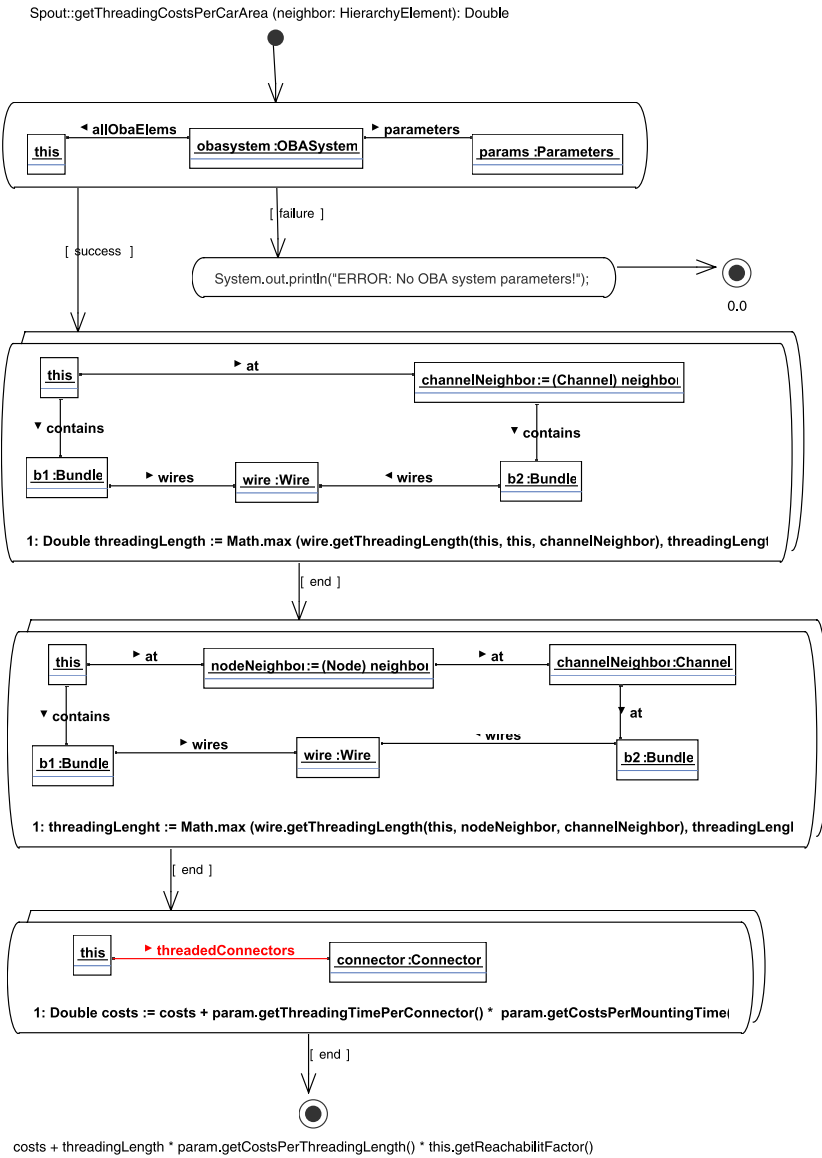 Spout::getThreadingCostsPerCarArea (neighbor: HierarchyElement): Double
◄ allObaElems
► parameters
this
obasystem :OBASystem
params :Parameters
[ failure ]
[ success ]
System.out.println("ERROR: No OBA system parameters!");
0.0
► at
this
channelNeighbor:= (Channel) neighbor
▼ contains
▼ contains
b1 :Bundle
► wires
wire :Wire
◄ wires
b2 :Bundle
1: Double threadingLength := Math.max (wire.getThreadingLength(this, this, channelNeighbor), threadingLengt
[ end ]
this
► at
nodeNeighbor:= (Node) neighbor
► at
channelNeighbor:Channel
▼ contains
▼ at
b1 :Bundle
► wires
wire :Wire
◄ wires
b2 :Bundle
1: threadingLenght := Math.max (wire.getThreadingLength(this, nodeNeighbor, channelNeighbor), threadingLengt
[ end ]
this
► threadedConnectors
connector :Connector
1: Double costs := costs + param.getThreadingTimePerConnector() * param.getCostsPerMountingTime(
[ end ]
costs + threadingLength * param.getCostsPerThreadingLength() * this.getReachabilitFactor()